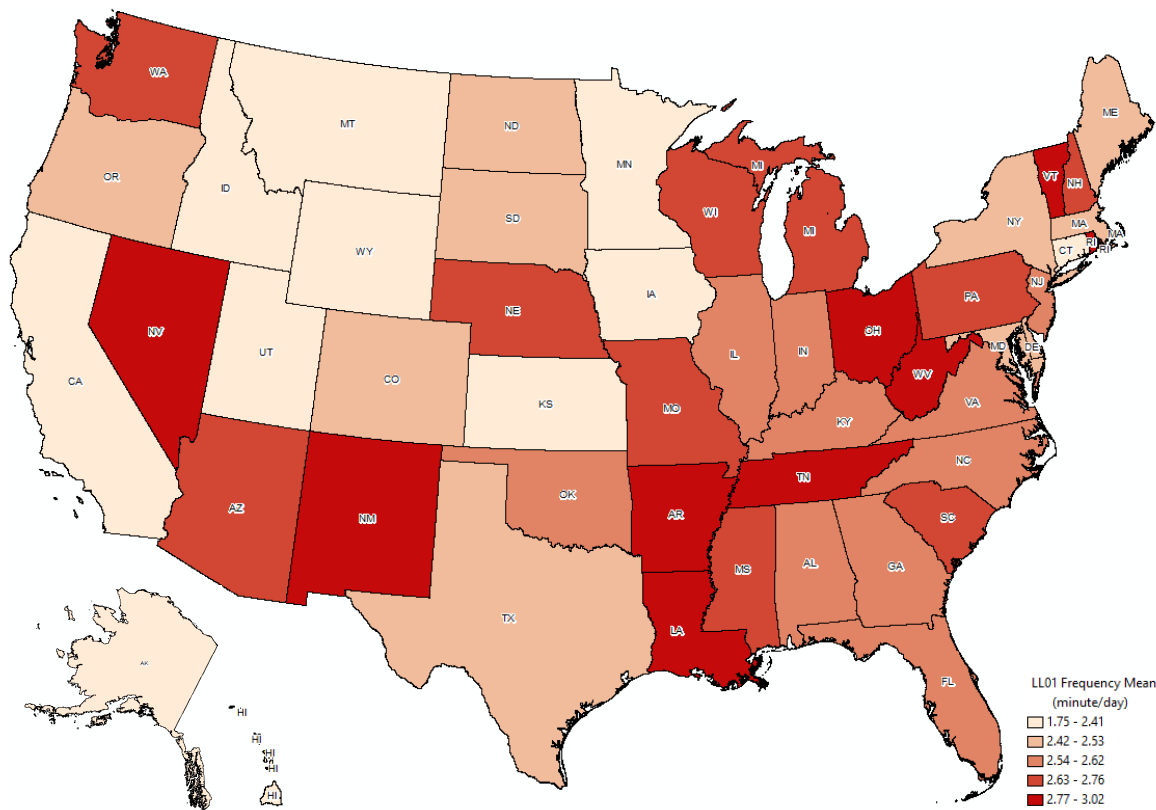 ME
WA
MT
ND
MN
VT
NH
OR
ID
MI
SD
WI
NY
MA
MA
MI
RI
RI
CT
WY
PA
NJ
IA
NE
NV
OH
IL
IN
MD
DE
UT
CO
WV
CA
KS
MO
VA
KY
NC
TN
OK
AZ
NM
AR
SC
MS
AL
GA
TX
LA
AK
FL
HI
HI
HI
HI
HI
LL01 Frequency Mean
(minute/day)
1.75 - 2.41
2.42 - 2.53
2.54 - 2.62
2.63 - 2.76
2.77 - 3.02